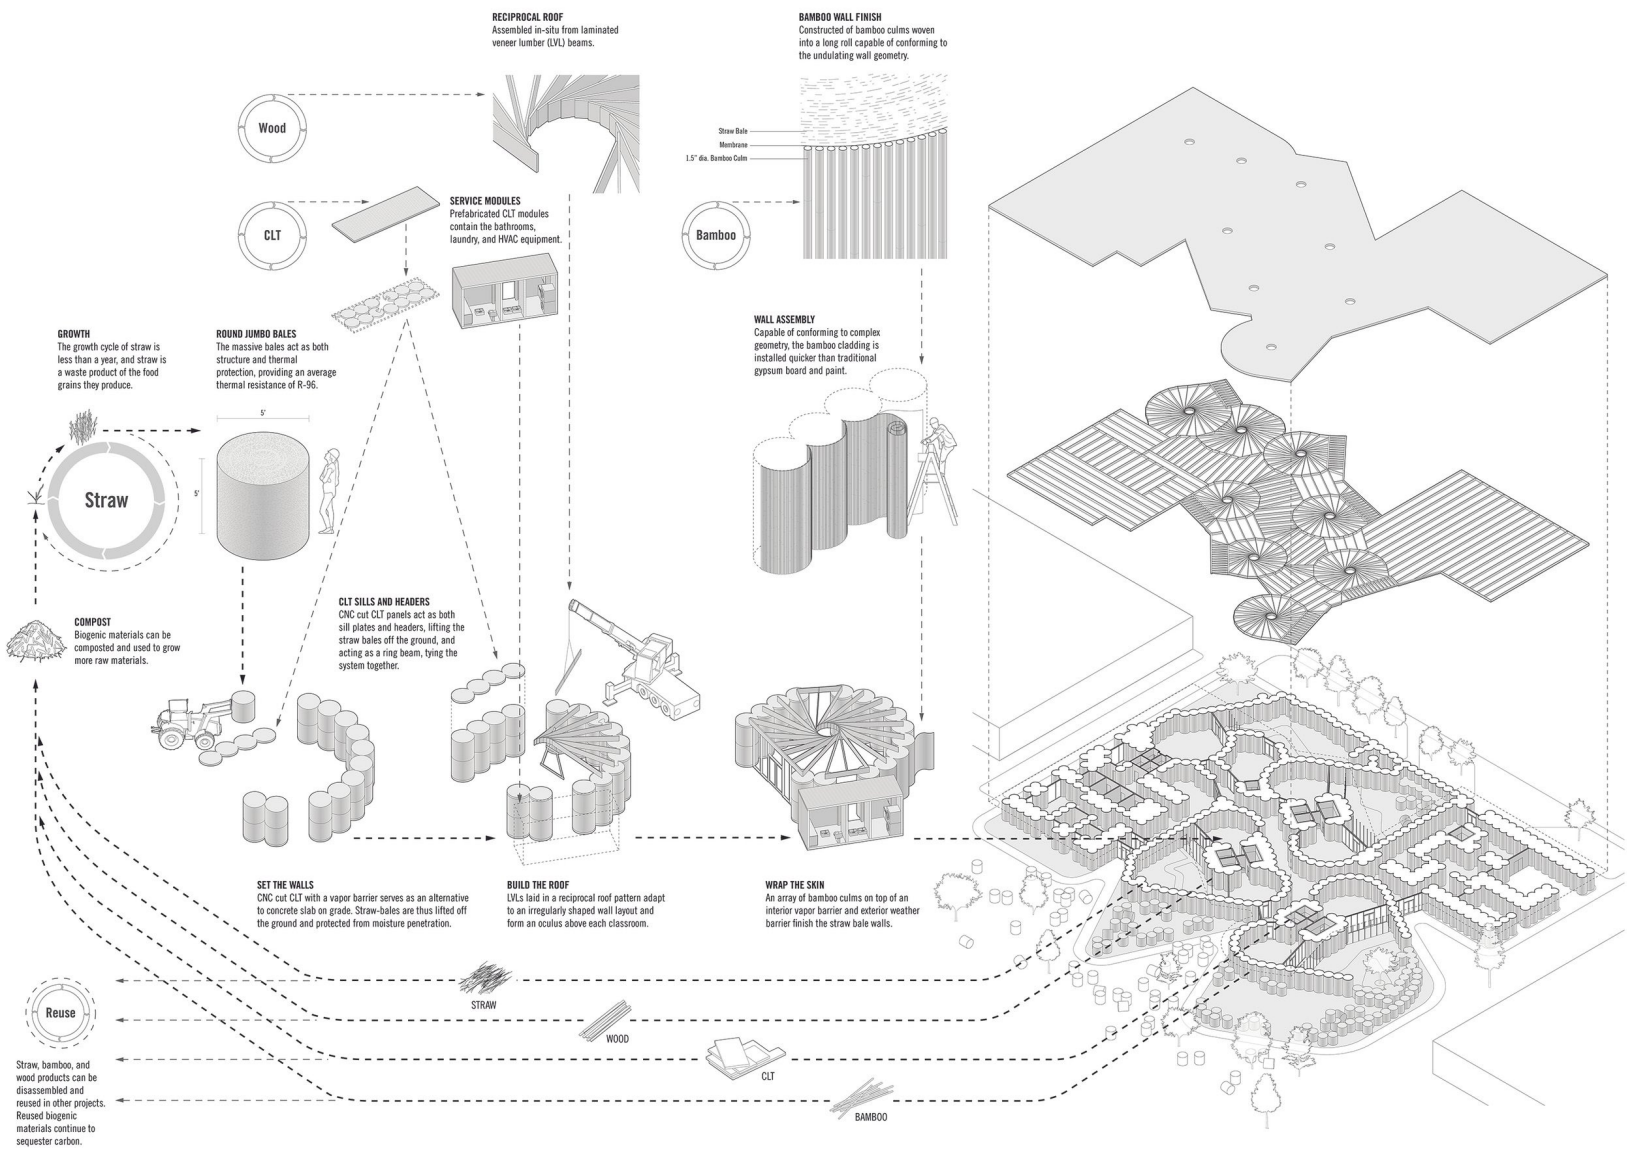 RECIPROCAL ROOF
Assembled in-situ from laminated
veneer lumber (LVL) beams.
BAMBOO WALL FINISH
Constructed of bamboo culms woven
into a long roll capable of conforming to
the undulating wall geometry.
Wood
Straw Bale
Membrane
1.5" dia. Bamboo Culm
CLT
SERVICE MODULES
Prefabricated CLT modules
contain the bathrooms,
laundry, and HVAC equipment.
Bamboo
GROWTH
The growth cycle of straw is
less than a year, and straw is
a waste product of the food
grains they produce.
ROUND JUMBO BALES
The massive bales act as both
structure and thermal
protection, providing an average
thermal resistance of R-96.
WALL ASSEMBLY
Capable of conforming to complex
geometry, the bamboo cladding is
installed quicker than traditional
gypsum board and paint.
5'
5'
Straw
CLT SILLS AND HEADERS
CNC cut CLT panels act as both
sill plates and headers, lifting the
straw bales off the ground, and
acting as a ring beam, tying the
system together.
COMPOST
Biogenic materials can be
composted and used to grow
more raw materials.
SET THE WALLS
CNC cut CLT with a vapor barrier serves as an alternative
to concrete slab on grade. Straw-bales are thus lifted off
the ground and protected from moisture penetration.
BUILD THE ROOF
LVLs laid in a reciprocal roof pattern adapt
to an irregularly shaped wall layout and
form an oculus above each classroom.
WRAP THE SKIN
An array of bamboo culms on top of an
interior vapor barrier and exterior weather
barrier finish the straw bale walls.
STRAW
WOOD
CLT
BAMBOO
Reuse
Straw, bamboo, and
wood products can be
disassembled and
reused in other projects.
Reused biogenic
materials continue to
sequester carbon.